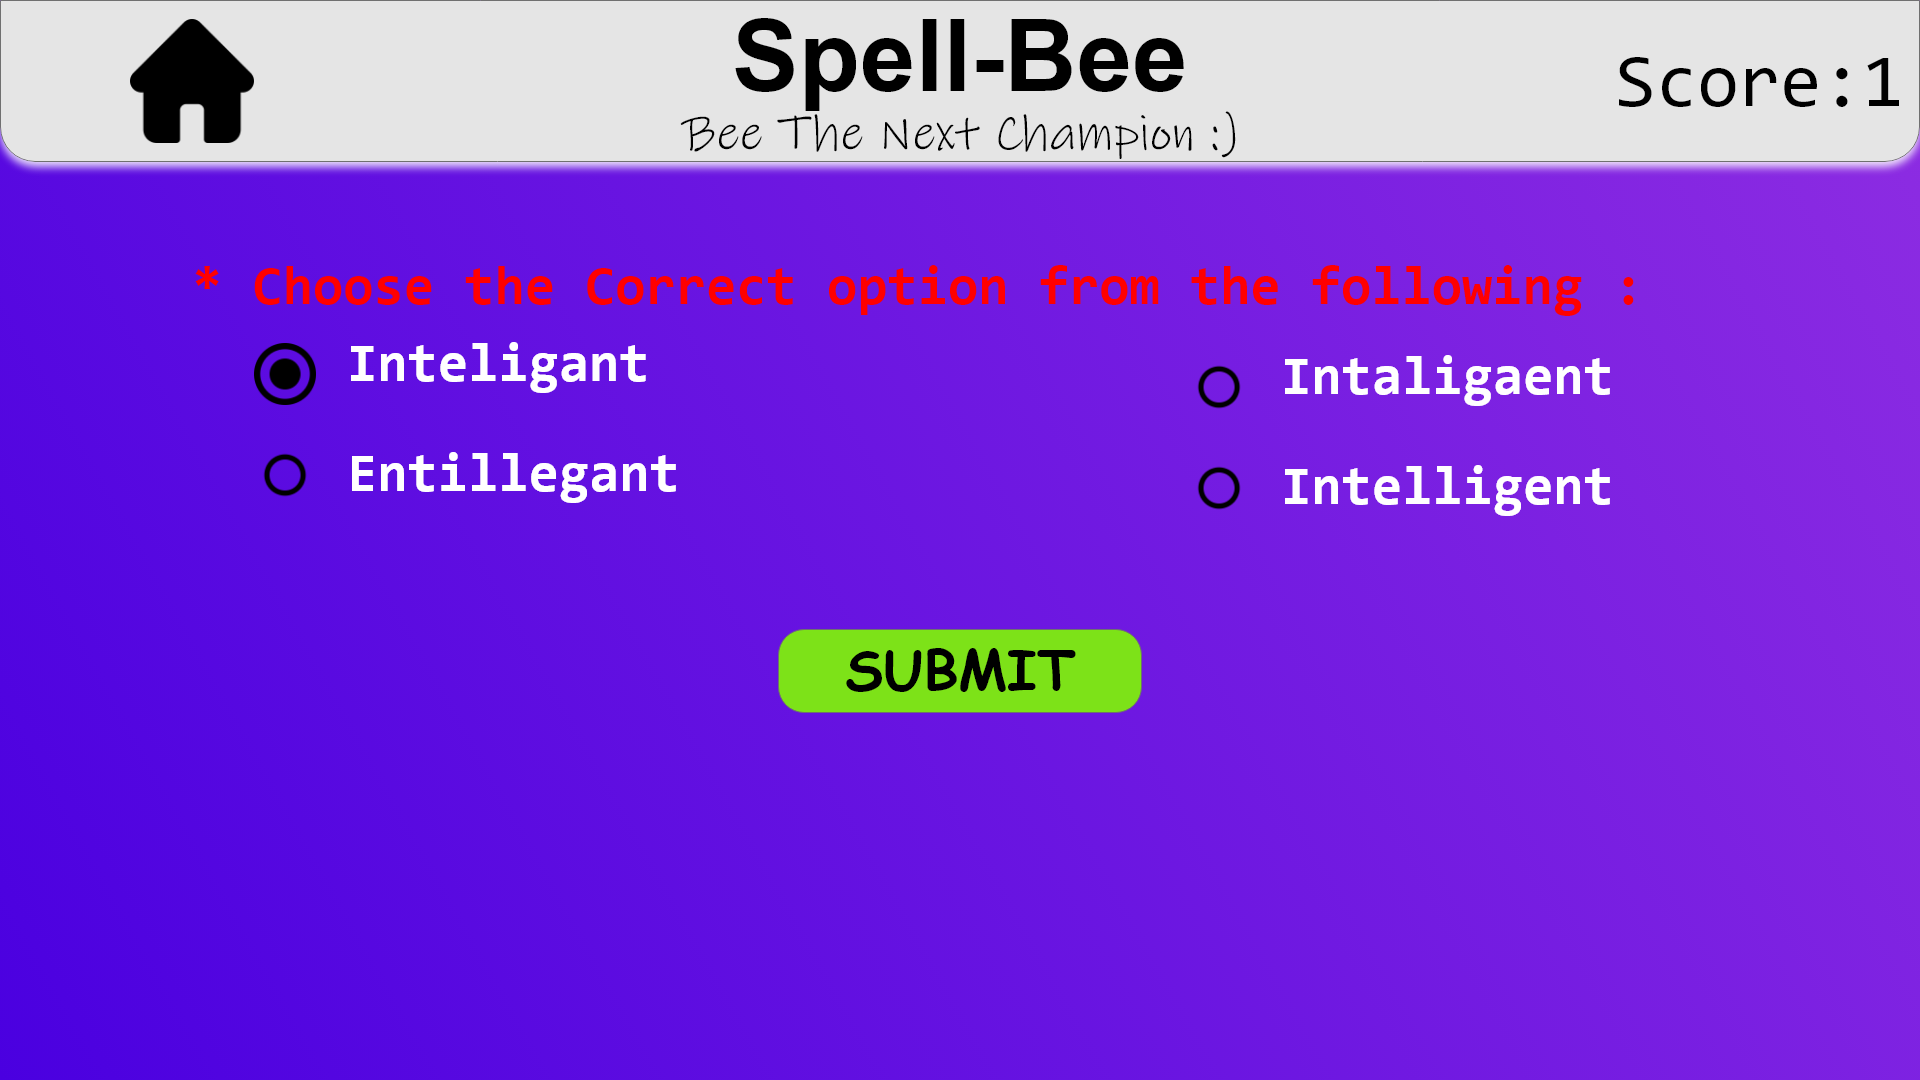 Spell-Bee
Bee The Next Champion :)
Score:1
* Choose the Correct option from the following :
Inteligant
Intaligaent
Entillegant
Intelligent
SUBMIT